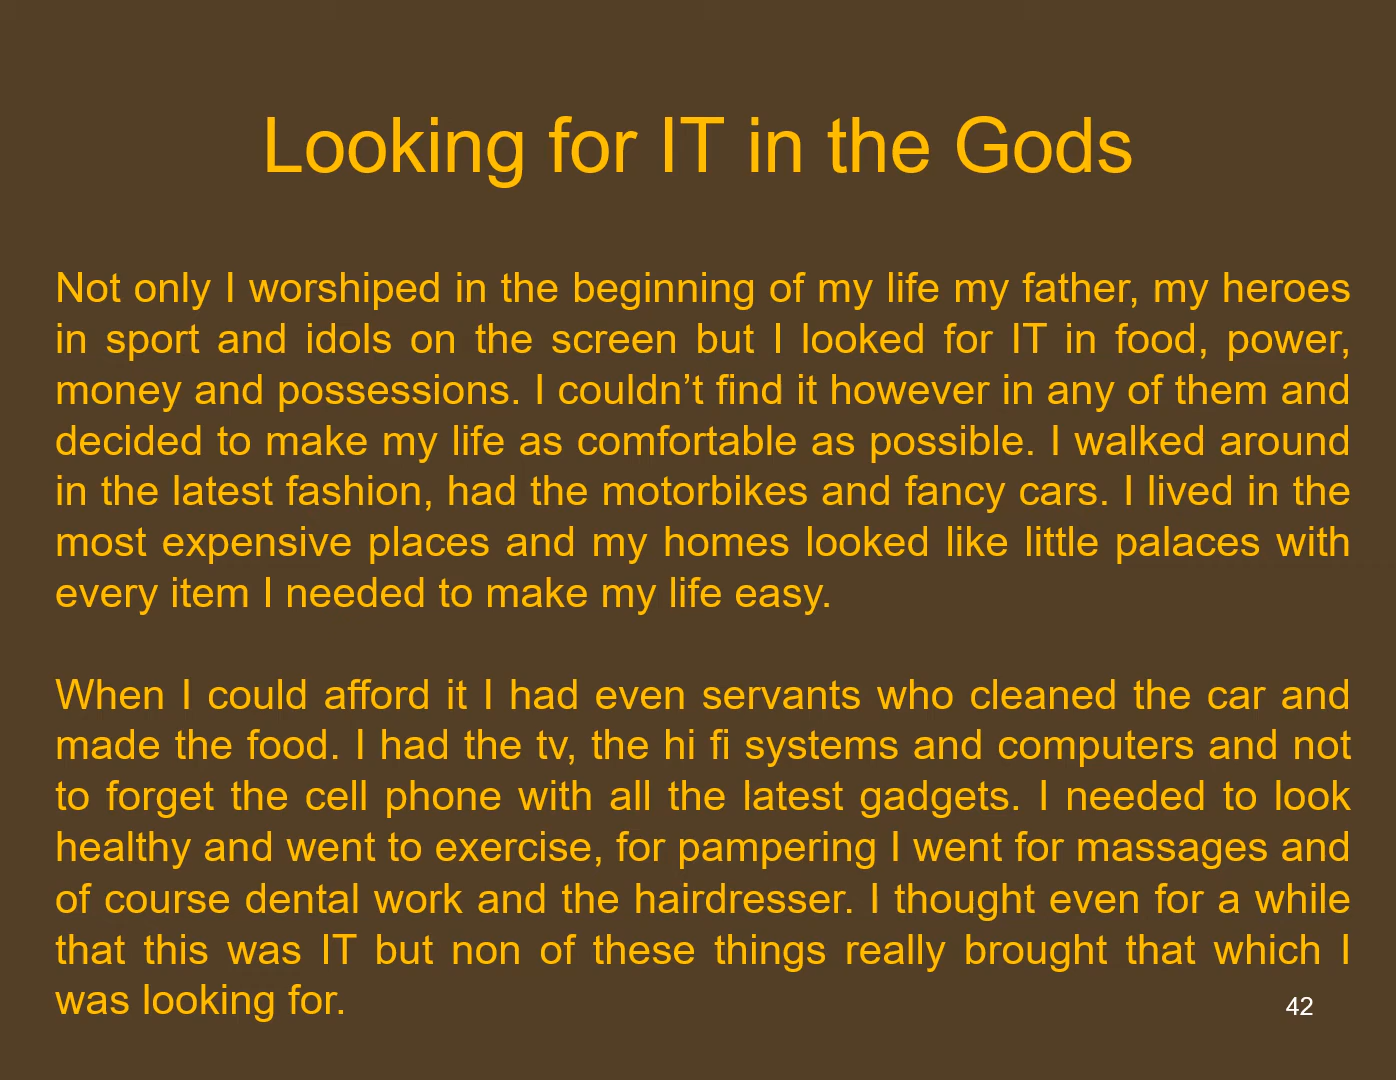 Looking for IT in the Gods
Not only I worshiped in the beginning of my life my father, my heroes
in sport and idols on the screen but I looked for IT in food, power,
money and possessions. I couldn’t find it however in any of them and
decided to make my life as comfortable as possible. I walked around
in the latest fashion, had the motorbikes and fancy cars. I lived in the
most expensive places and my homes looked like little palaces with
every item I needed to make my life easy.
When I could afford it I had even servants who cleaned the car and
made the food. I had the tv, the hi fi systems and computers and not
to forget the cell phone with all the latest gadgets. I needed to look
healthy and went to exercise, for pampering I went for massages and
of course dental work and the hairdresser. I thought even for a while
that this was IT but non of these things really brought that which I
was looking for.
42